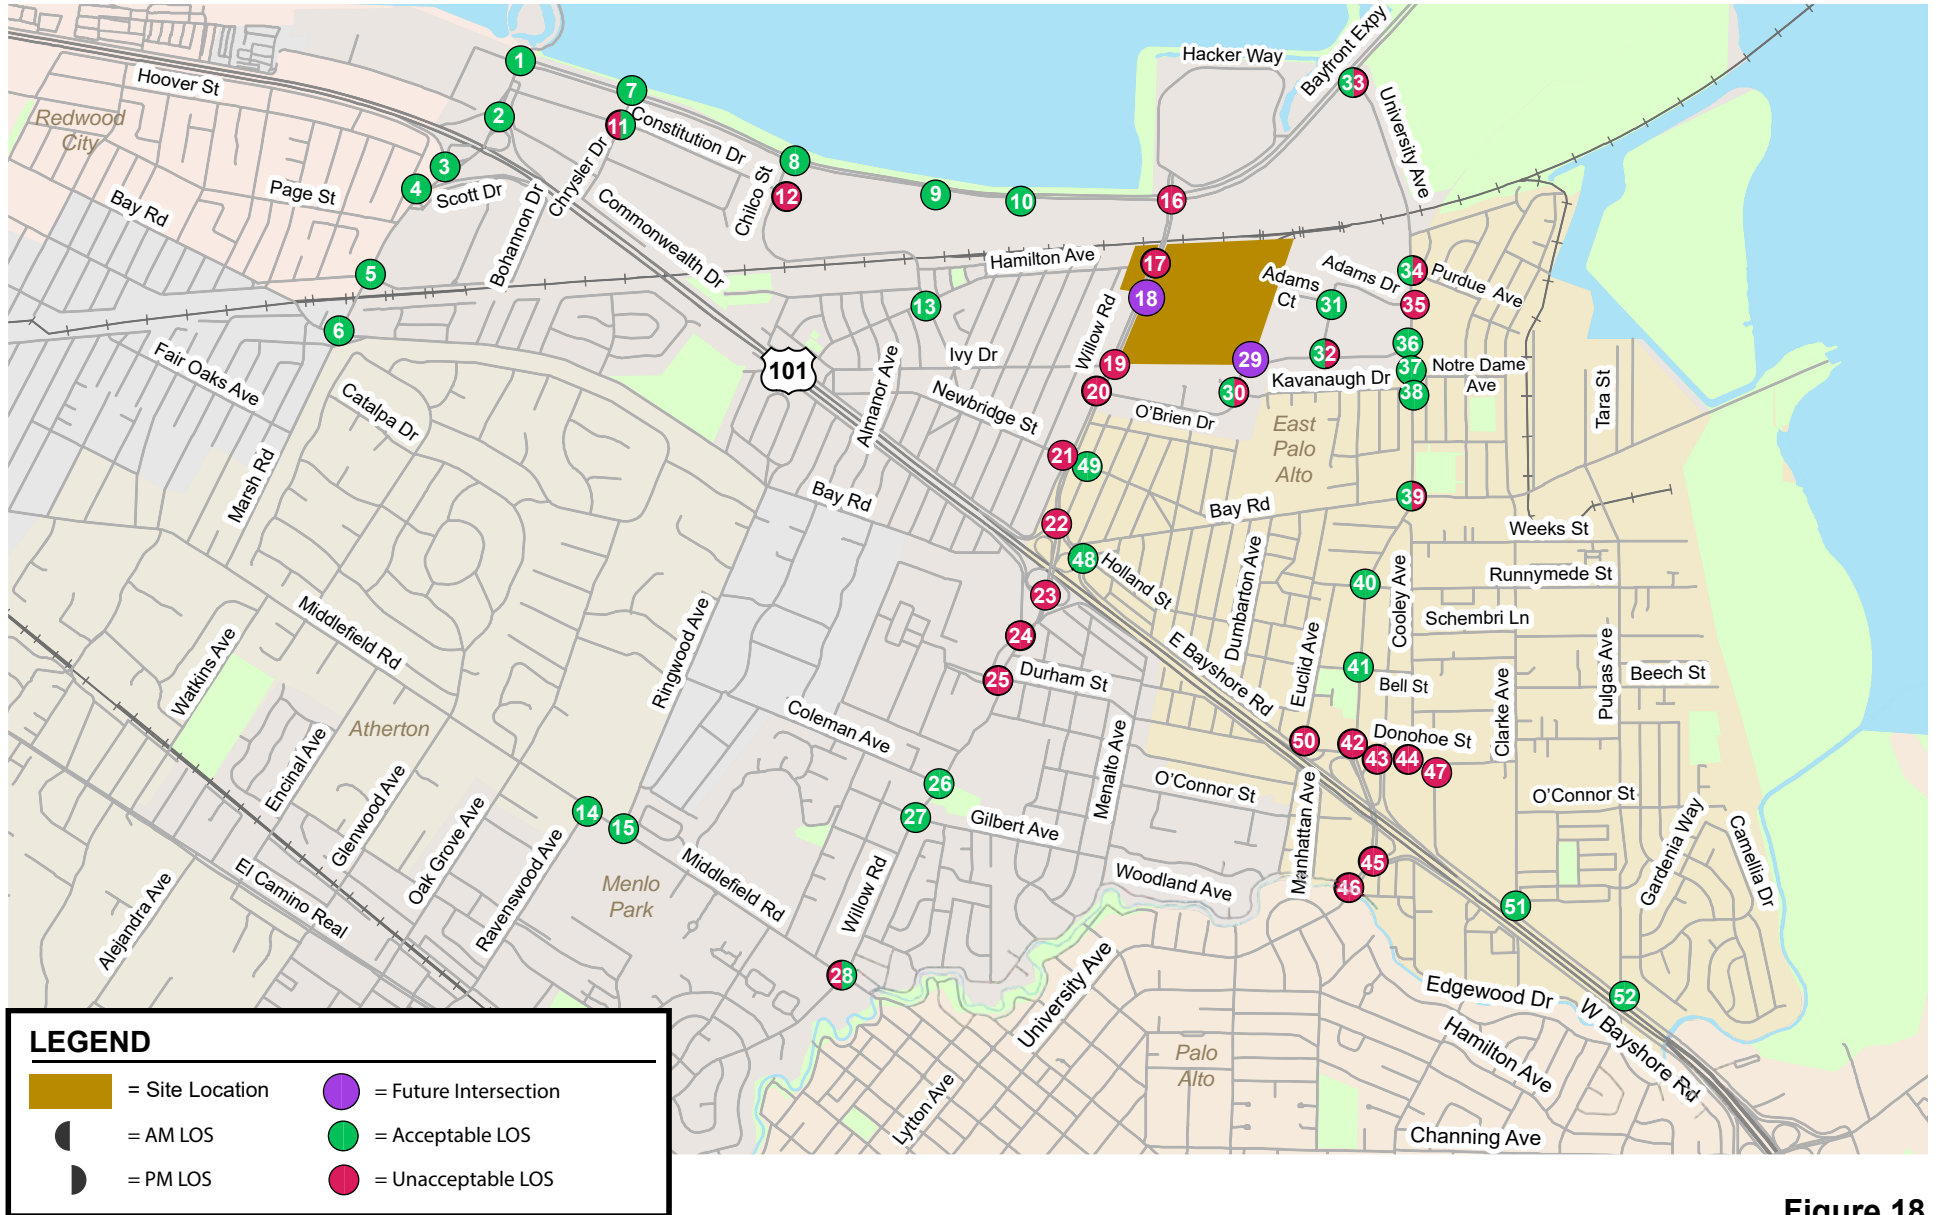 Hacker Way
Bayfront Expy
1
33
Hoover St
7
University Ave
Redwood
City
2
11
Constitution Dr
8
3
Chrysler Dr
4
Scott Dr
Page St
Bay Rd
Bohannon Dr
Commonwealth Dr
Chilco St
12
9
10
16
Hamilton Ave
17
Adams
Ct
Adams Dr
34
Purdue Ave
5
18
31
35
13
Willow Rd
6
36
Fair Oaks Ave
Ivy Dr
19
29
32
37
Notre Dame
Ave
101
Almanor Ave
20
30
Kavanaugh Dr
38
Tara St
Catalpa Dr
Newbridge St
O'Brien Dr
East
Palo
Alto
21
49
Marsh Rd
Bay Rd
Bay Rd
39
22
Weeks St
48
Holland St
Dumbarton Ave
Cooley Ave
40
Runnymede St
23
Schembri Ln
Middlefield Rd
Ringwood Ave
24
E Bayshore Rd
Euclid Ave
41
Pulgas Ave
Watkins Ave
25
Durham St
Bell St
Beech St
Clarke Ave
Atherton
Coleman Ave
Menalto Ave
50
42
Donohoe St
43
44
47
Encinal Ave
26
O'Connor St
Manhattan Ave
O'Connor St
Glenwood Ave
14
15
27
Gilbert Ave
Oak Grove Ave
Gardenia Way
Camellia Dr
Ravenswood Ave
El Camino Real
Middlefield Rd
Menlo
Park
Willow Rd
Woodland Ave
45
46
51
Alejandra Ave
28
University Ave
Edgewood Dr
52
W Bayshore Rd
Hamilton Ave
Palo
Alto
Lytton Ave
Channing Ave
LEGEND
= Site Location
= Future Intersection
= AM LOS
= Acceptable LOS
= PM LOS
= Unacceptable LOS
Figure 18